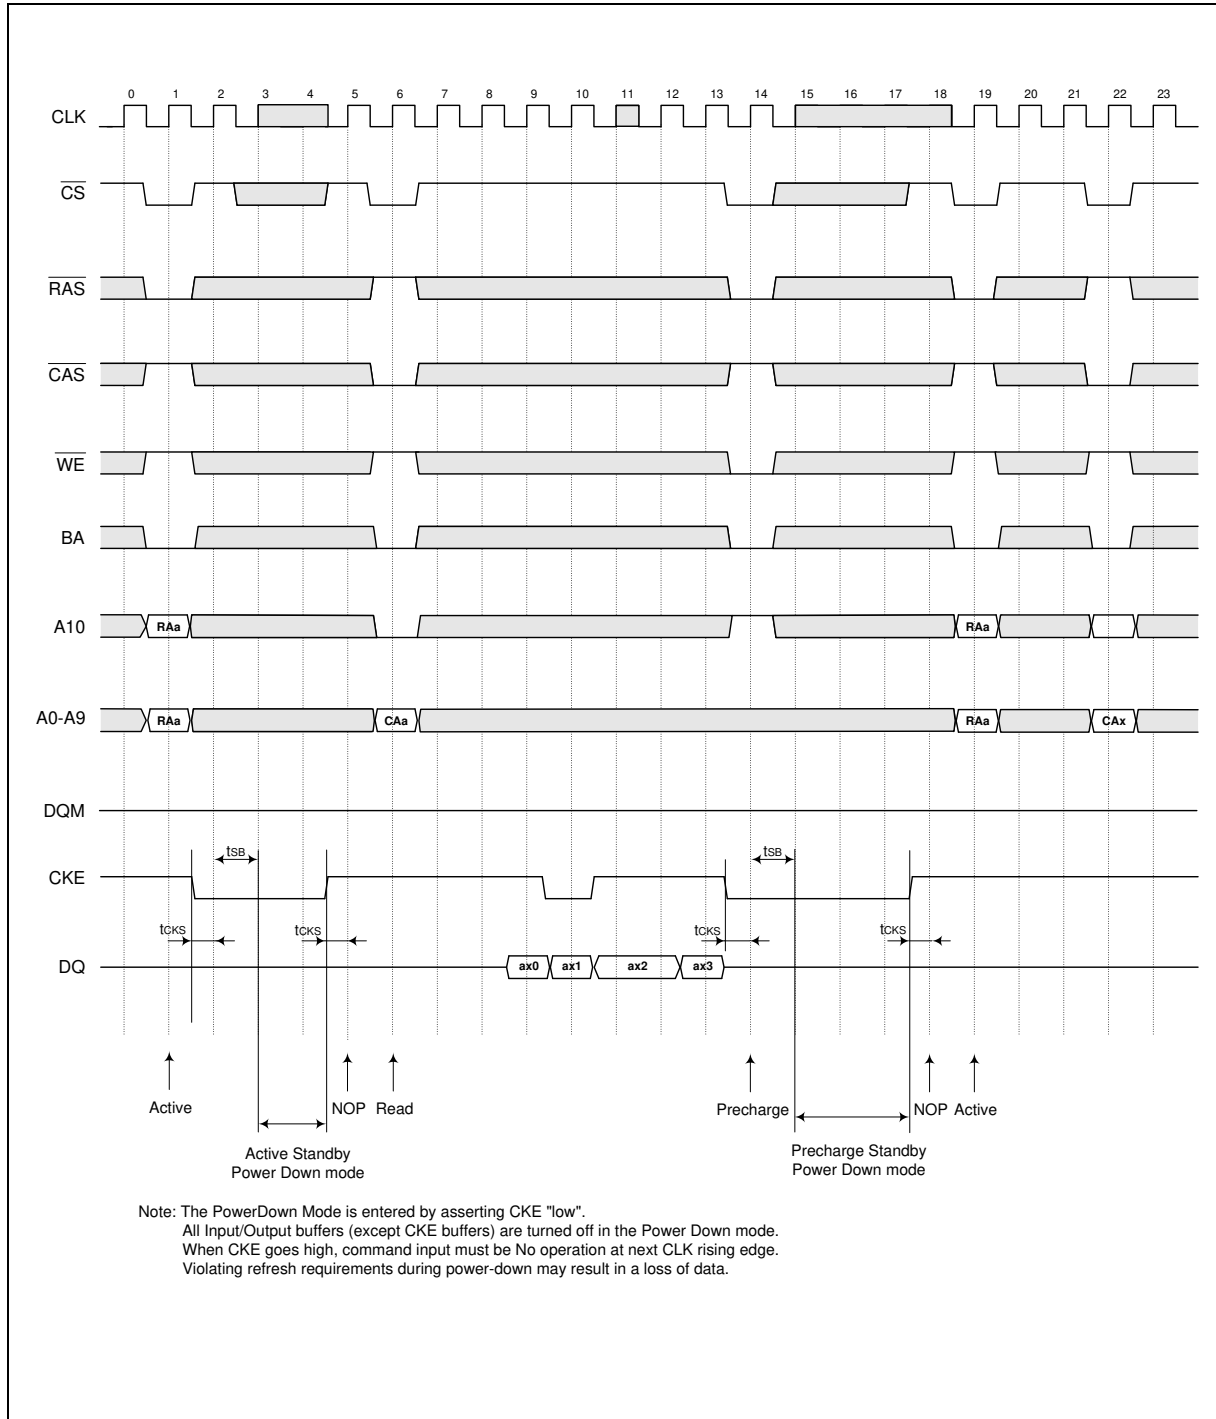 0 1 2 3 4 5 6 7 8 9 10 11 12 13 14 15 16 17 18 19 20 21 22 23
CLK
CS
RAS
CAS
WE
BA
A10 RAa RAa
A0-A9 RAa CAa RAa CAx
DQM
tSB tSB
CKE
tCKS tCKS tCKS tCKS
DQ ax0 ax1 ax2 ax3
Active NOP Read Precharge NOP Active
Active Standby
Power Down mode
Precharge Standby
Power Down mode
Note: The PowerDown Mode is entered by asserting CKE "low".
All Input/Output buffers (except CKE buffers) are turned off in the Power Down mode.
When CKE goes high, command input must be No operation at next CLK rising edge.
Violating refresh requirements during power-down may result in a loss of data.